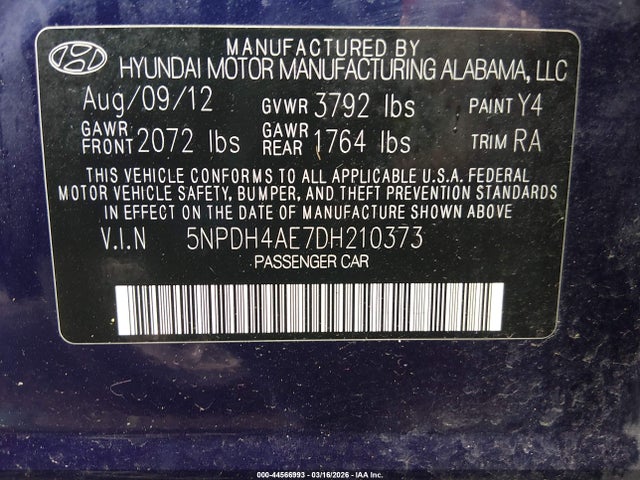 MANUFACTURED BY
HYUNDAI MOTOR MANUFACTURING ALABAMA, LLC
Aug/09/12 GVWR 3792 lbs PAINT Y4
GAWR FRONT 2072 lbs GAWR REAR 1764 lbs TRIM RA
THIS VEHICLE CONFORMS TO ALL APPLICABLE U.S.A. FEDERAL
MOTOR VEHICLE SAFETY, BUMPER, AND THEFT PREVENTION STANDARDS
IN EFFECT ON THE DATE OF MANUFACTURE SHOWN ABOVE
V.I.N 5NPDH4AE7DH210373
PASSENGER CAR
000-44566993 - 03/16/2026 - IAA Inc.